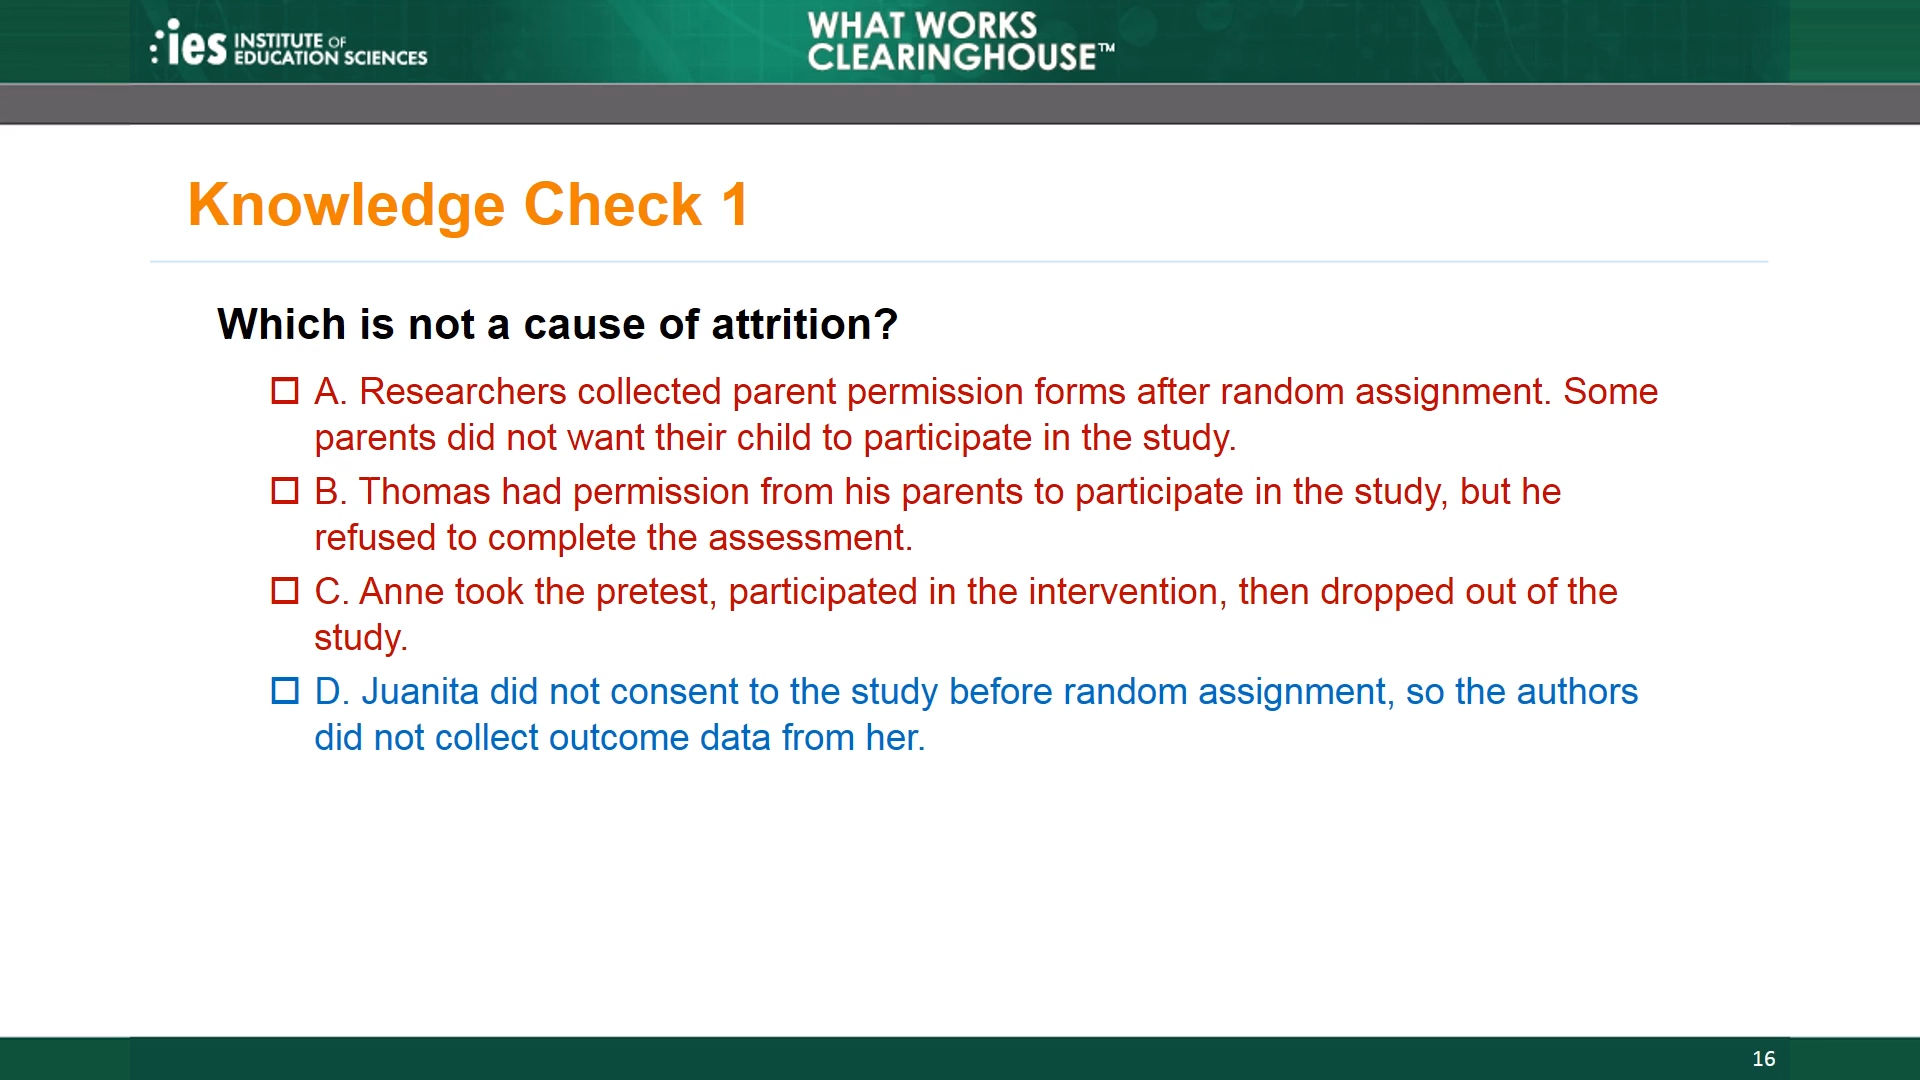 ies INSTITUTE OF
EDUCATION SCIENCES
WHAT WORKS
CLEARINGHOUSE™
Knowledge Check 1
Which is not a cause of attrition?
A. Researchers collected parent permission forms after random assignment. Some
parents did not want their child to participate in the study.
B. Thomas had permission from his parents to participate in the study, but he
refused to complete the assessment.
C. Anne took the pretest, participated in the intervention, then dropped out of the
study.
D. Juanita did not consent to the study before random assignment, so the authors
did not collect outcome data from her.
16